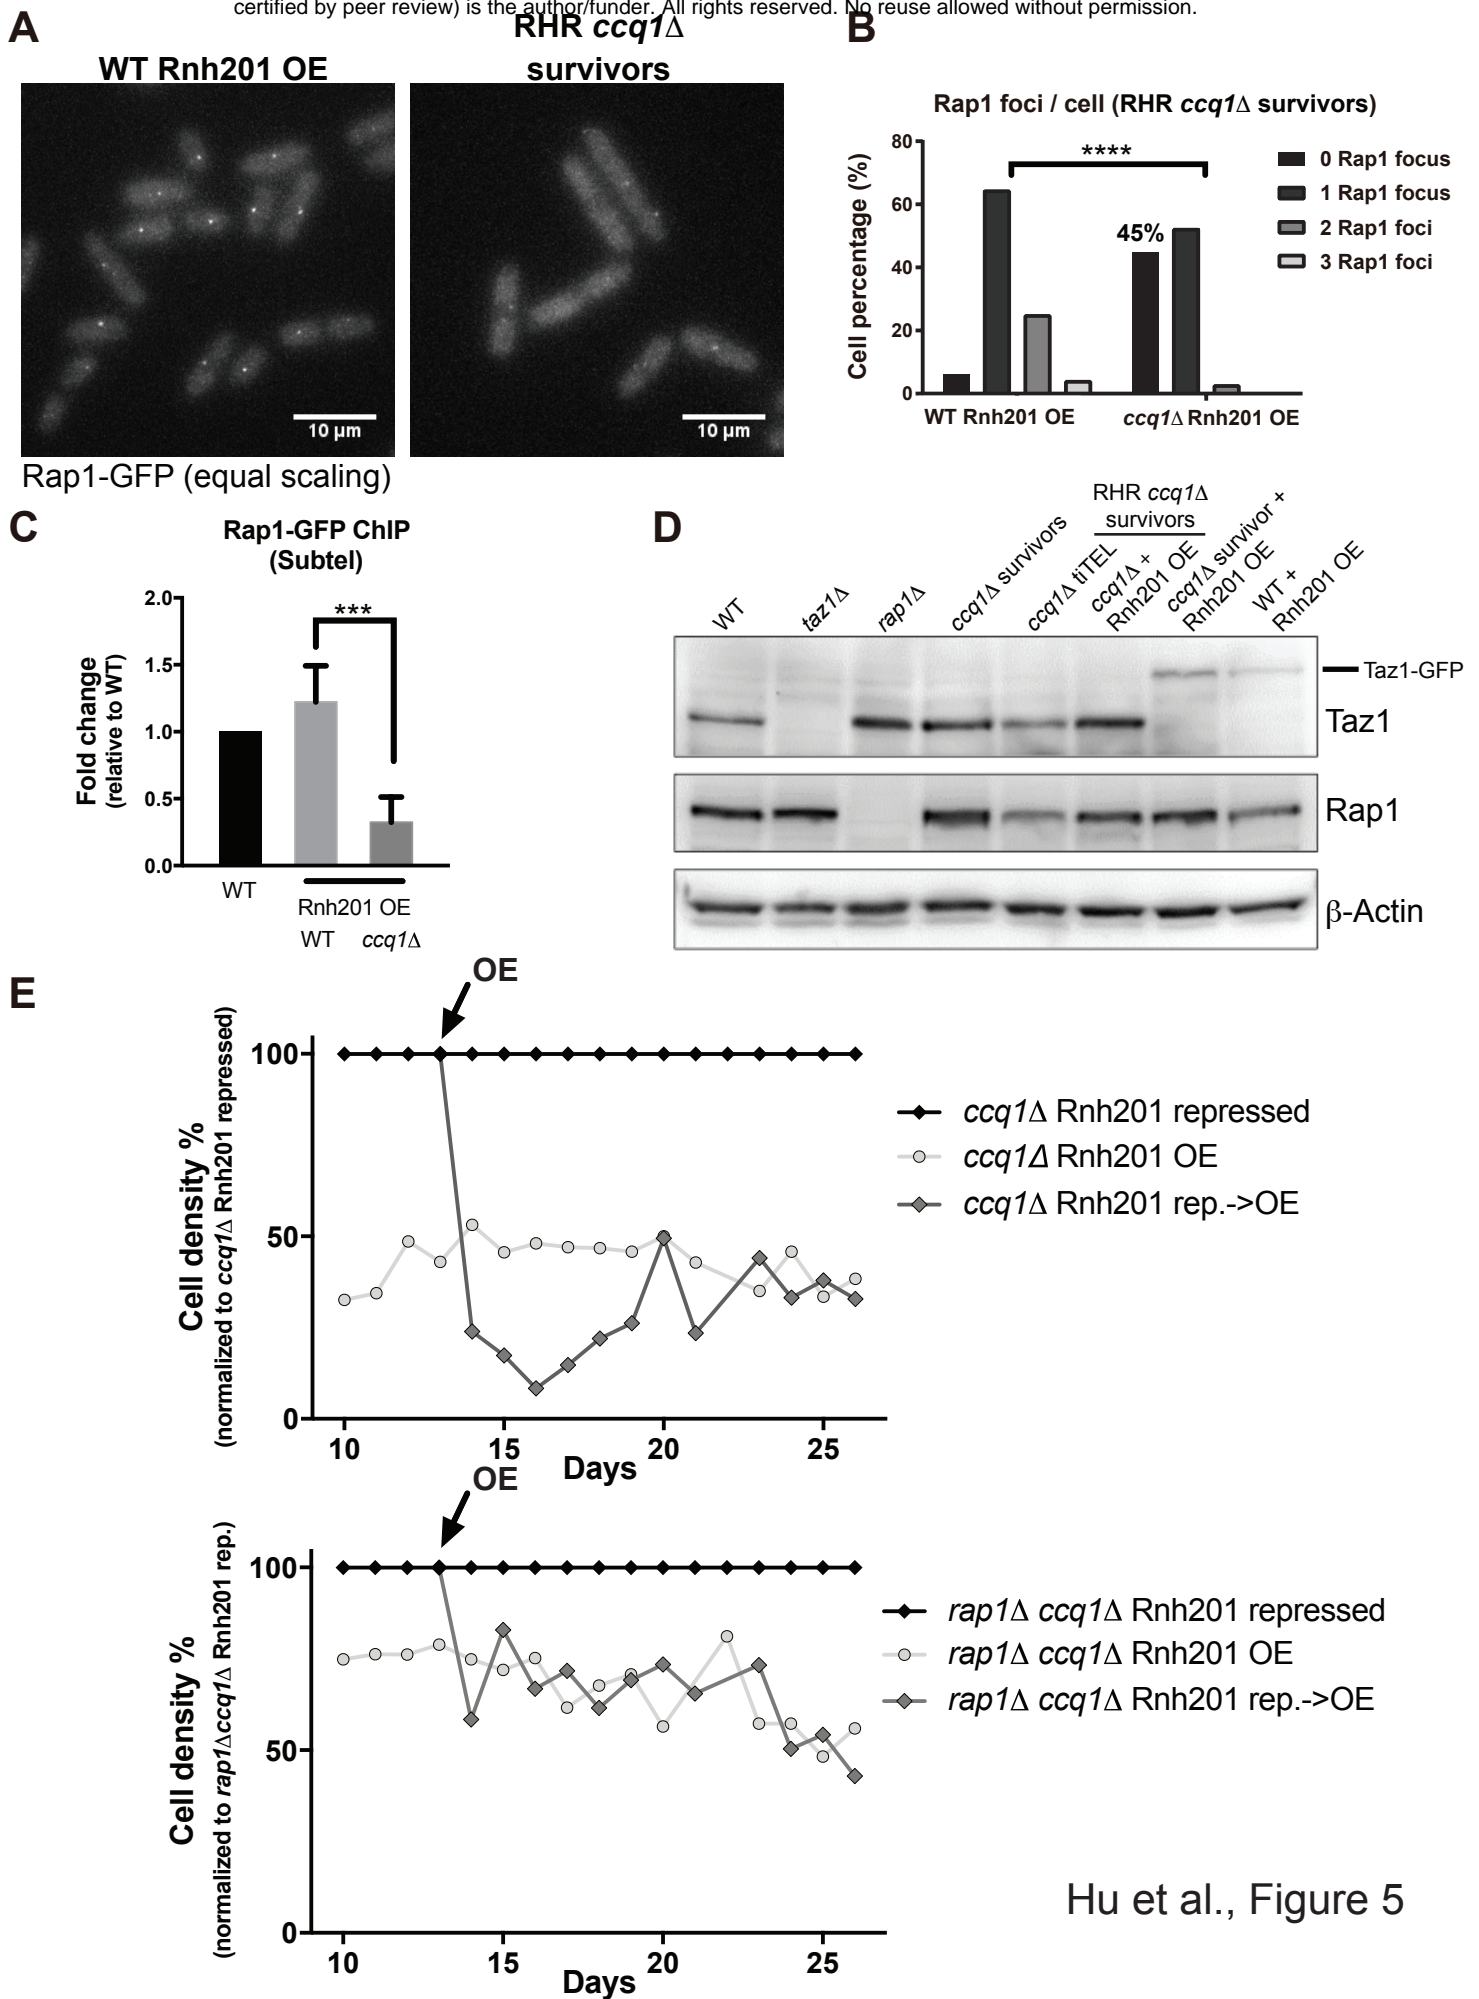 certified by peer review) is the author/funder. All rights reserved. No reuse allowed without permission.
A
WT Rnh201 OE
RHR ccq1Δ
survivors
10 µm
10 µm
Rap1-GFP (equal scaling)
B
Rap1 foci / cell (RHR ccq1Δ survivors)
Cell percentage (%)
80
60
40
20
0
****
45%
0 Rap1 focus
1 Rap1 focus
2 Rap1 foci
3 Rap1 foci
WT Rnh201 OE
ccq1Δ Rnh201 OE
C
Rap1-GFP ChIP
(Subtel)
Fold change
(relative to WT)
2.0
1.5
1.0
0.5
0.0
***
WT
Rnh201 OE
WT
ccq1Δ
D
WT
taz1Δ
rap1Δ
ccq1Δ survivors
ccq1Δ tiTEL
RHR ccq1Δ
survivors
ccq1Δ +
Rnh201 OE
ccq1Δ survivor +
Rnh201 OE
WT +
Rnh201 OE
Taz1-GFP
Taz1
Rap1
β-Actin
E
OE
Cell density %
(normalized to ccq1Δ Rnh201 repressed)
100
50
0
10
15
20
25
Days
ccq1Δ Rnh201 repressed
ccq1Δ Rnh201 OE
ccq1Δ Rnh201 rep.->OE
OE
Cell density %
(normalized to rap1Δccq1Δ Rnh201 rep.)
100
50
0
10
15
20
25
Days
rap1Δ ccq1Δ Rnh201 repressed
rap1Δ ccq1Δ Rnh201 OE
rap1Δ ccq1Δ Rnh201 rep.->OE
Hu et al., Figure 5